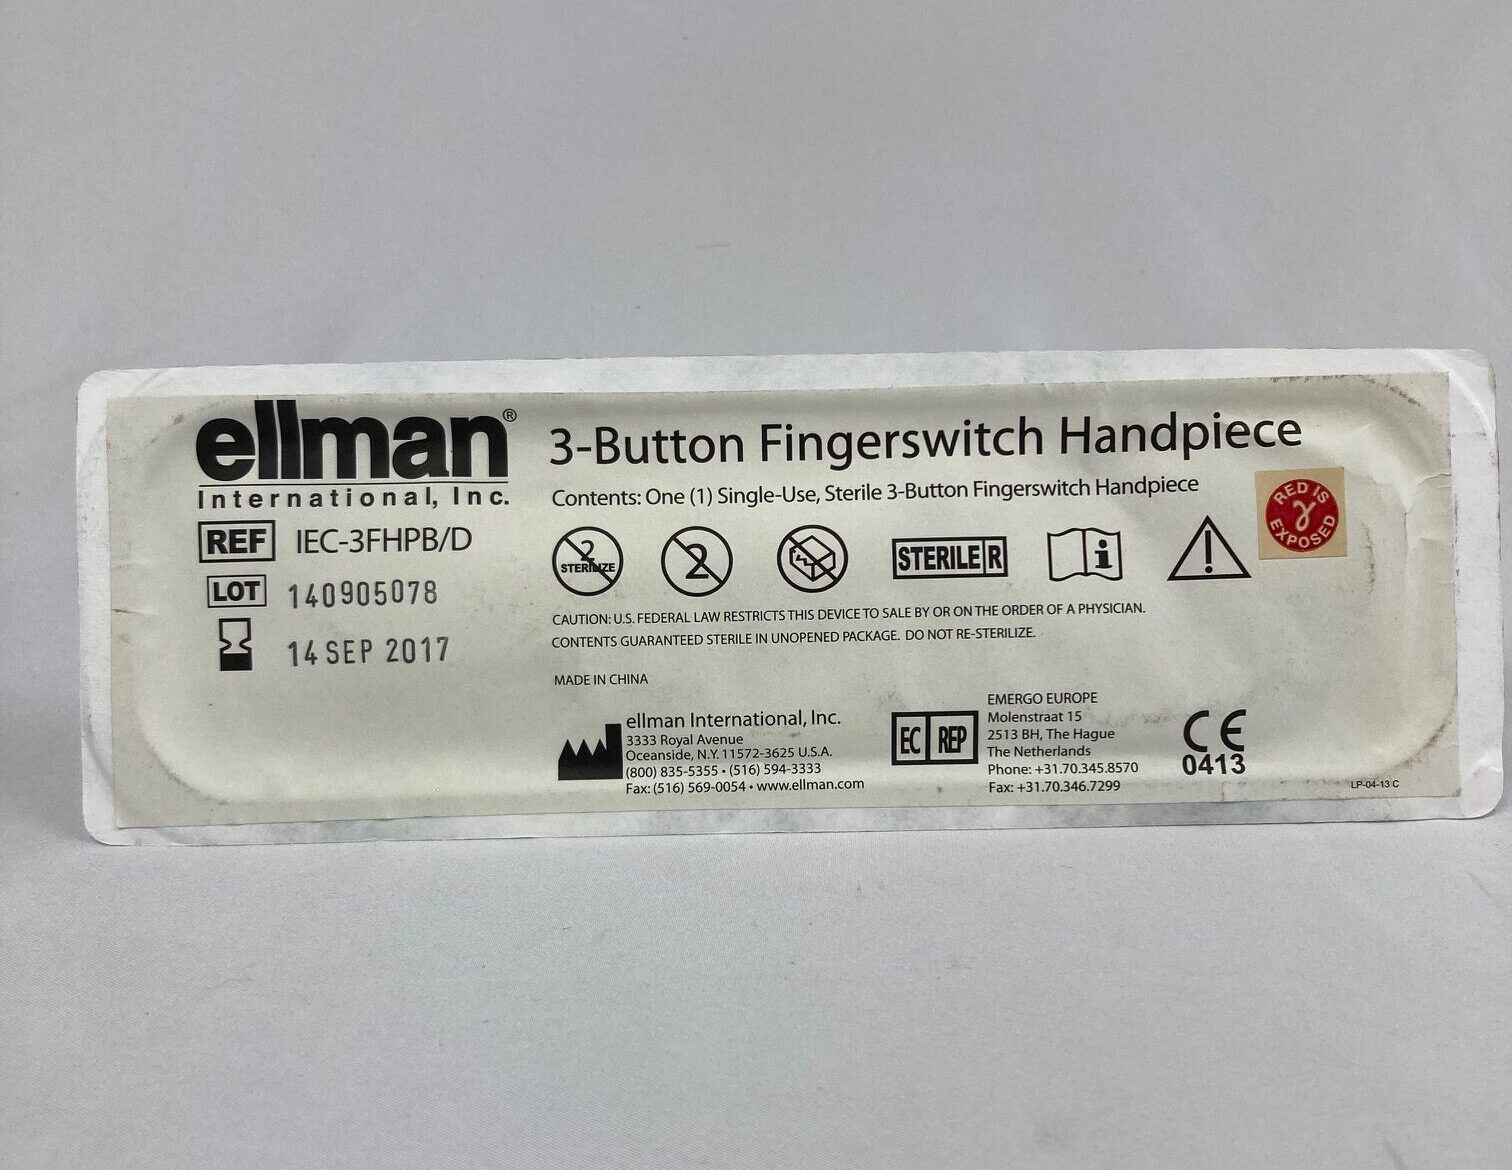 ellman®
International, Inc.
REF IEC-3FHPB/D
LOT 140905078
14 SEP 2017
3-Button Fingerswitch Handpiece
Contents: One (1) Single-Use, Sterile 3-Button Fingerswitch Handpiece
2
STERILIZE
2
STERILE R
i
!
RED IS
γ
EXPOSED
CAUTION: U.S. FEDERAL LAW RESTRICTS THIS DEVICE TO SALE BY OR ON THE ORDER OF A PHYSICIAN.
CONTENTS GUARANTEED STERILE IN UNOPENED PACKAGE. DO NOT RE-STERILIZE.
MADE IN CHINA
ellman International, Inc.
3333 Royal Avenue
Oceanside, N.Y. 11572-3625 U.S.A.
(800) 835-5355 • (516) 594-3333
Fax: (516) 569-0054 • www.ellman.com
EC REP
EMERGO EUROPE
Molenstraat 15
2513 BH, The Hague
The Netherlands
Phone: +31.70.345.8570
Fax: +31.70.346.7299
CE
0413
LP-04-13 C